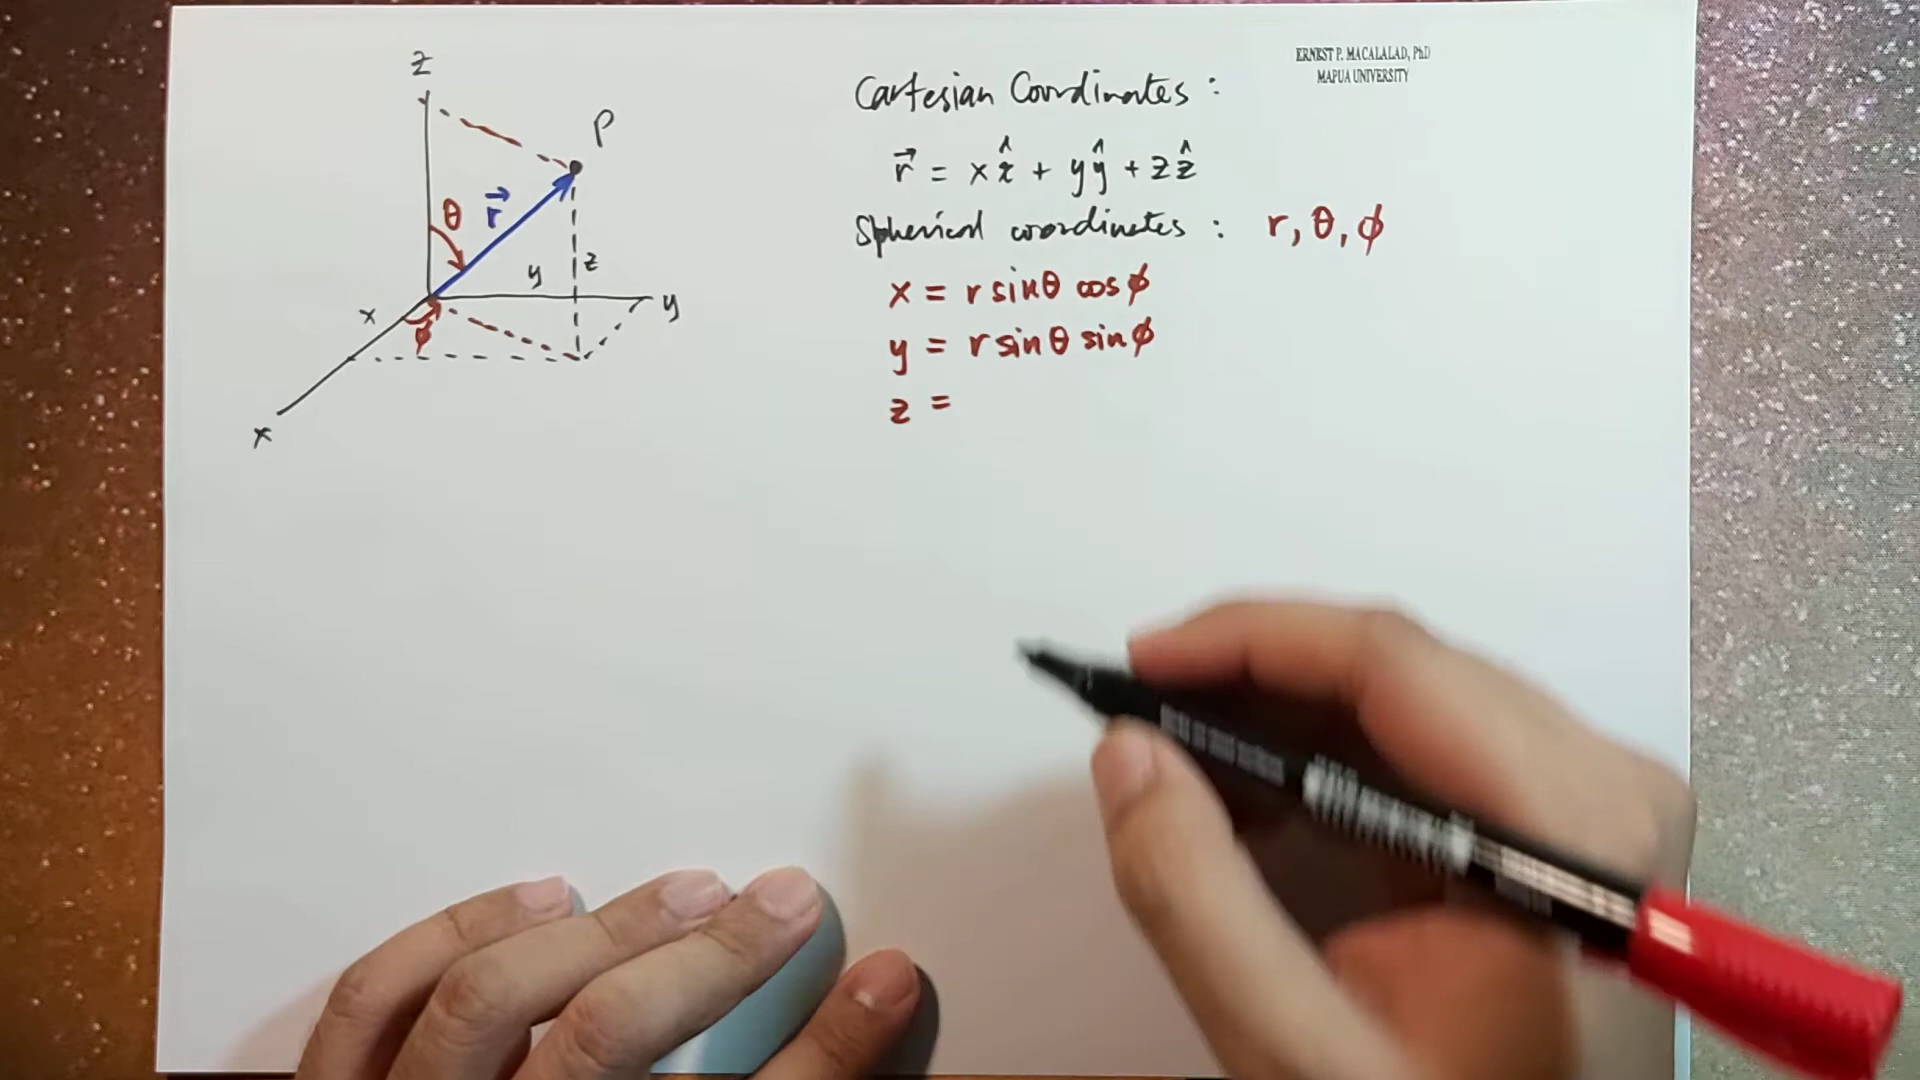 z
P
θ
r⃗
y
z
x
y
ϕ
x
Cartesian Coordinates :
r⃗ = x x̂ + y ŷ + z ẑ
Spherical coordinates : r, θ, ϕ
x = r sinθ cosϕ
y = r sinθ sinϕ
z =
ERNEST P. MACALALAD, PhD
MAPUA UNIVERSITY